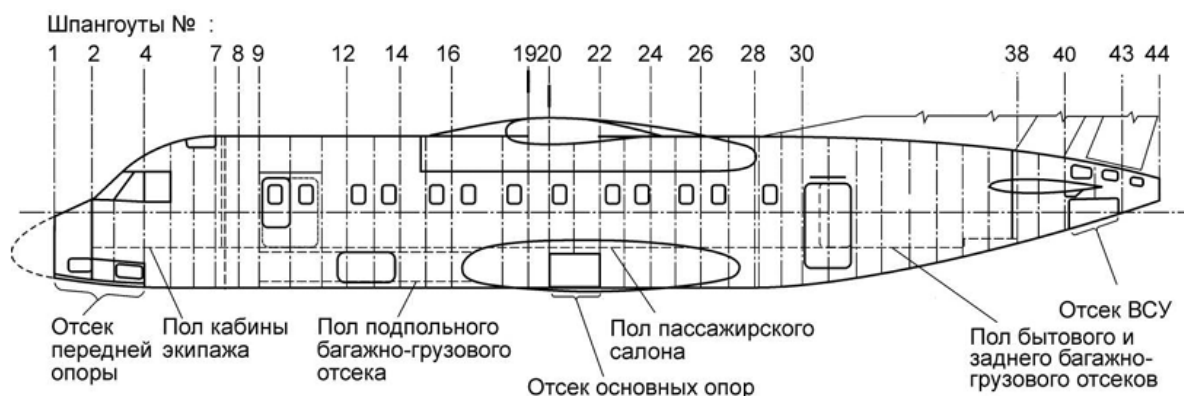 Шпангоуты № :
1 2 4 7 8 9 12 14 16 19 20 22 24 26 28 30 38 40 43 44
Отсек
передней
опоры
Пол кабины
экипажа
Пол подпольного
багажно-грузового
отсека
Отсек основных опор
Пол пассажирского
салона
Отсек ВСУ
Пол бытового и
заднего багажно-
грузового отсеков